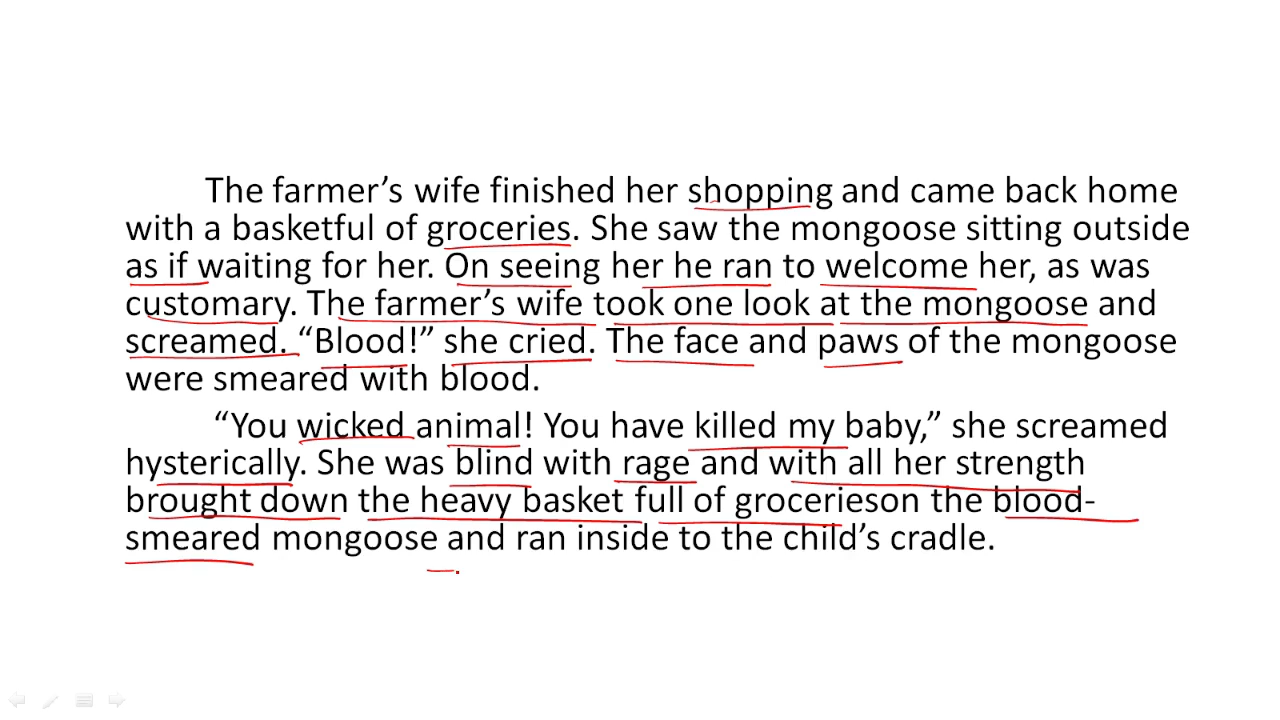 The farmer’s wife finished her shopping and came back home
with a basketful of groceries. She saw the mongoose sitting outside
as if waiting for her. On seeing her he ran to welcome her, as was
customary. The farmer’s wife took one look at the mongoose and
screamed. “Blood!” she cried. The face and paws of the mongoose
were smeared with blood.
“You wicked animal! You have killed my baby,” she screamed
hysterically. She was blind with rage and with all her strength
brought down the heavy basket full of grocerieson the blood-
smeared mongoose and ran inside to the child’s cradle.